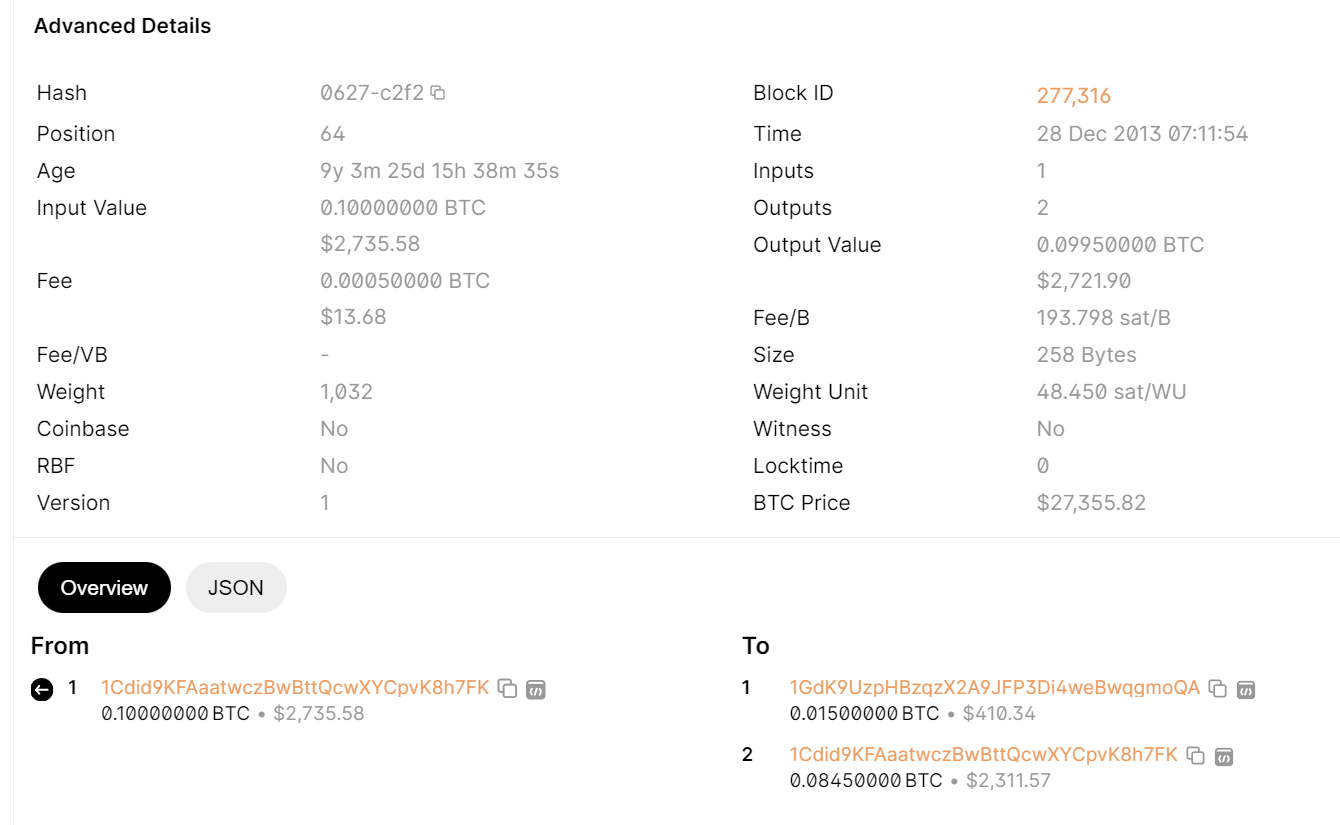 Advanced Details
Hash 0627-c2f2 Block ID 277,316
Position 64 Time 28 Dec 2013 07:11:54
Age 9y 3m 25d 15h 38m 35s Inputs 1
Input Value 0.10000000 BTC Outputs 2
$2,735.58 Output Value 0.09950000 BTC
Fee 0.00050000 BTC $2,721.90
$13.68 Fee/B 193.798 sat/B
Fee/VB - Size 258 Bytes
Weight 1,032 Weight Unit 48.450 sat/WU
Coinbase No Witness No
RBF No Locktime 0
Version 1 BTC Price $27,355.82
Overview JSON
From To
1 1Cdid9KFAaatwczBwBttQcwXYCpvK8h7FK 1 1GdK9UzpHBzqzX2A9JFP3Di4weBwqgmoQA
0.10000000 BTC • $2,735.58 0.01500000 BTC • $410.34
2 1Cdid9KFAaatwczBwBttQcwXYCpvK8h7FK
0.08450000 BTC • $2,311.57